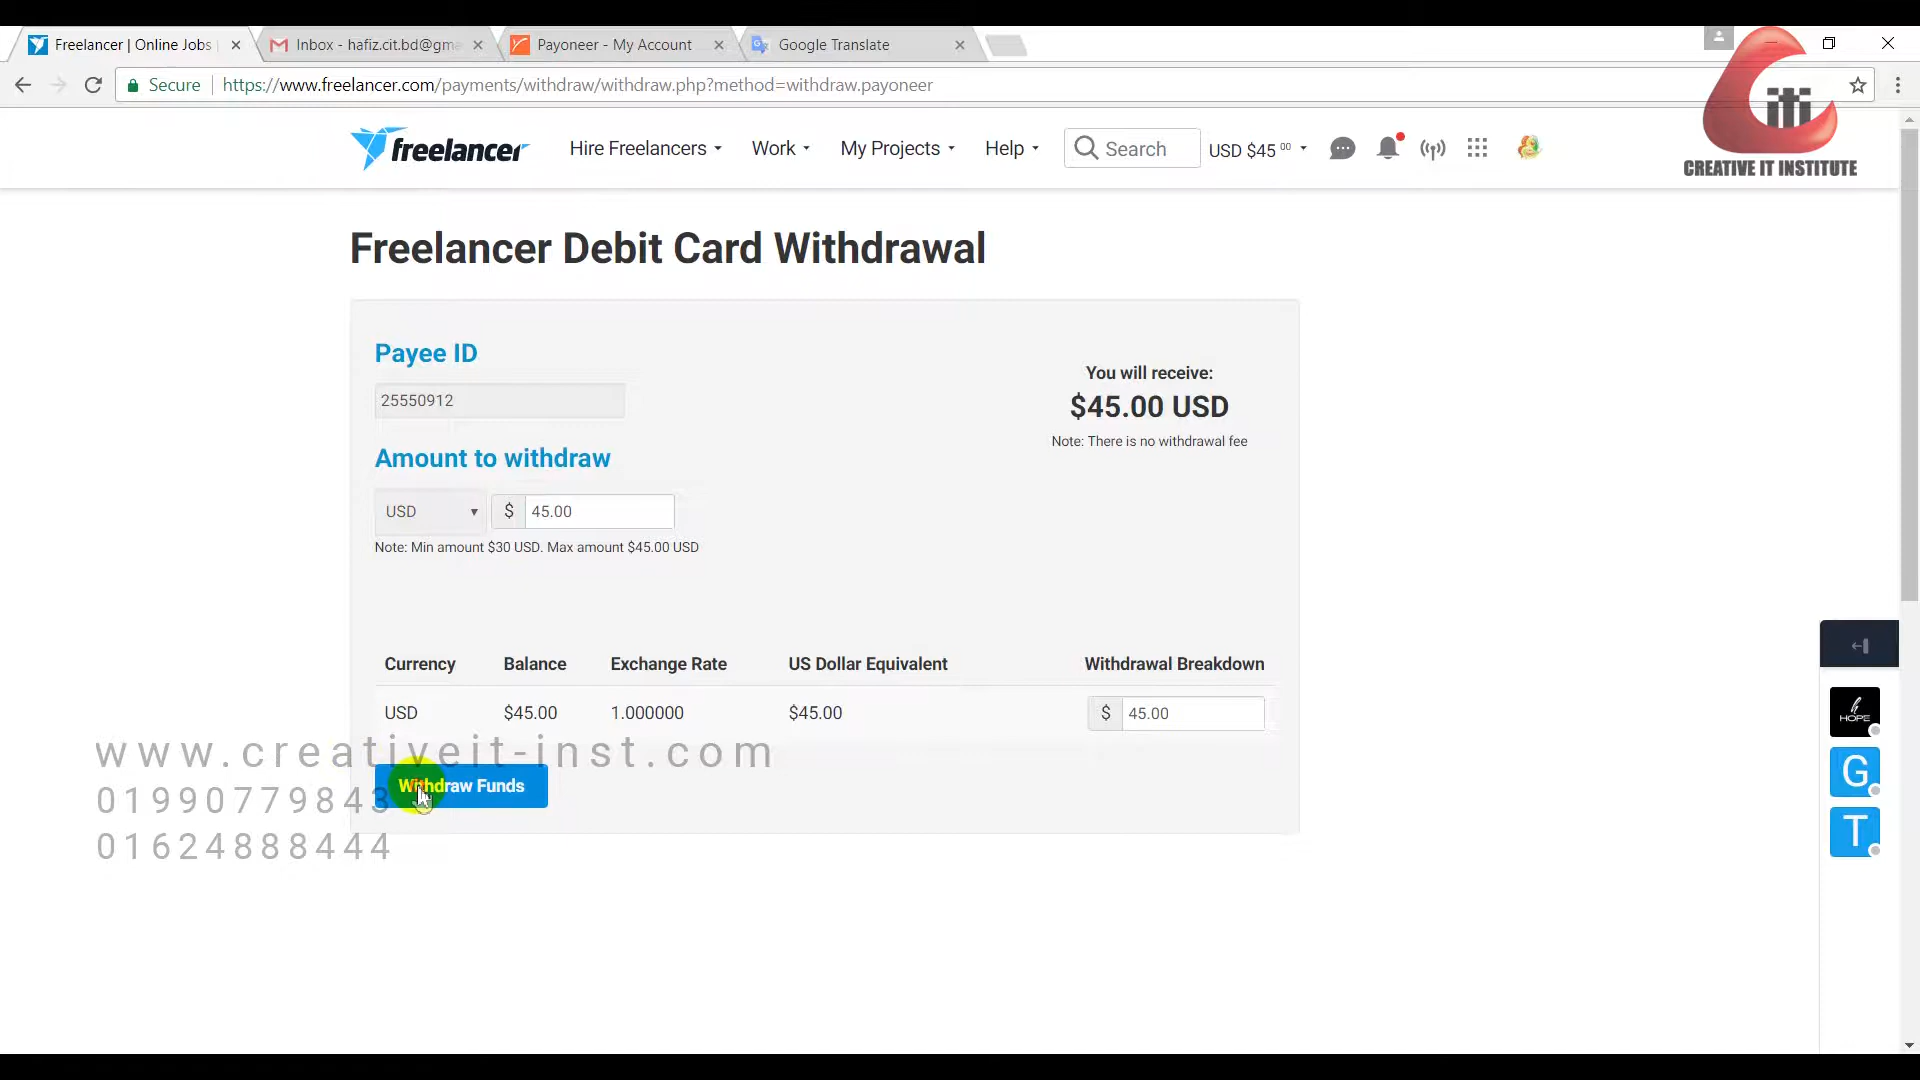 Freelancer | Online Jobs
Inbox - hafiz.cit.bd@gma
Payoneer - My Account
Google Translate
Secure
https://www.freelancer.com/payments/withdraw/withdraw.php?method=withdraw.payoneer
iti
CREATIVE IT INSTITUTE
freelancer
Hire Freelancers
Work
My Projects
Help
Search
USD $45 00
Freelancer Debit Card Withdrawal
Payee ID
25550912
You will receive:
$45.00 USD
Note: There is no withdrawal fee
Amount to withdraw
USD
$ 45.00
Note: Min amount $30 USD. Max amount $45.00 USD
Currency Balance Exchange Rate US Dollar Equivalent Withdrawal Breakdown
USD $45.00 1.000000 $45.00 $ 45.00
www.creativeit-inst.com
Withdraw Funds
01990779843
01624888444
h
HOPE
G
T